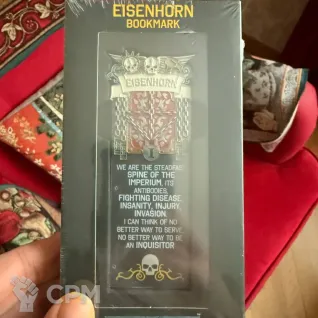 EISENHORN
BOOKMARK
EISENHORN
I
WE ARE THE STEADFAST
SPINE OF THE
IMPERIUM, ITS
ANTIBODIES,
FIGHTING DISEASE,
INSANITY, INJURY,
INVASION.
I CAN THINK OF NO
BETTER WAY TO SERVE,
NO BETTER WAY TO BE
AN INQUISITOR
CPM